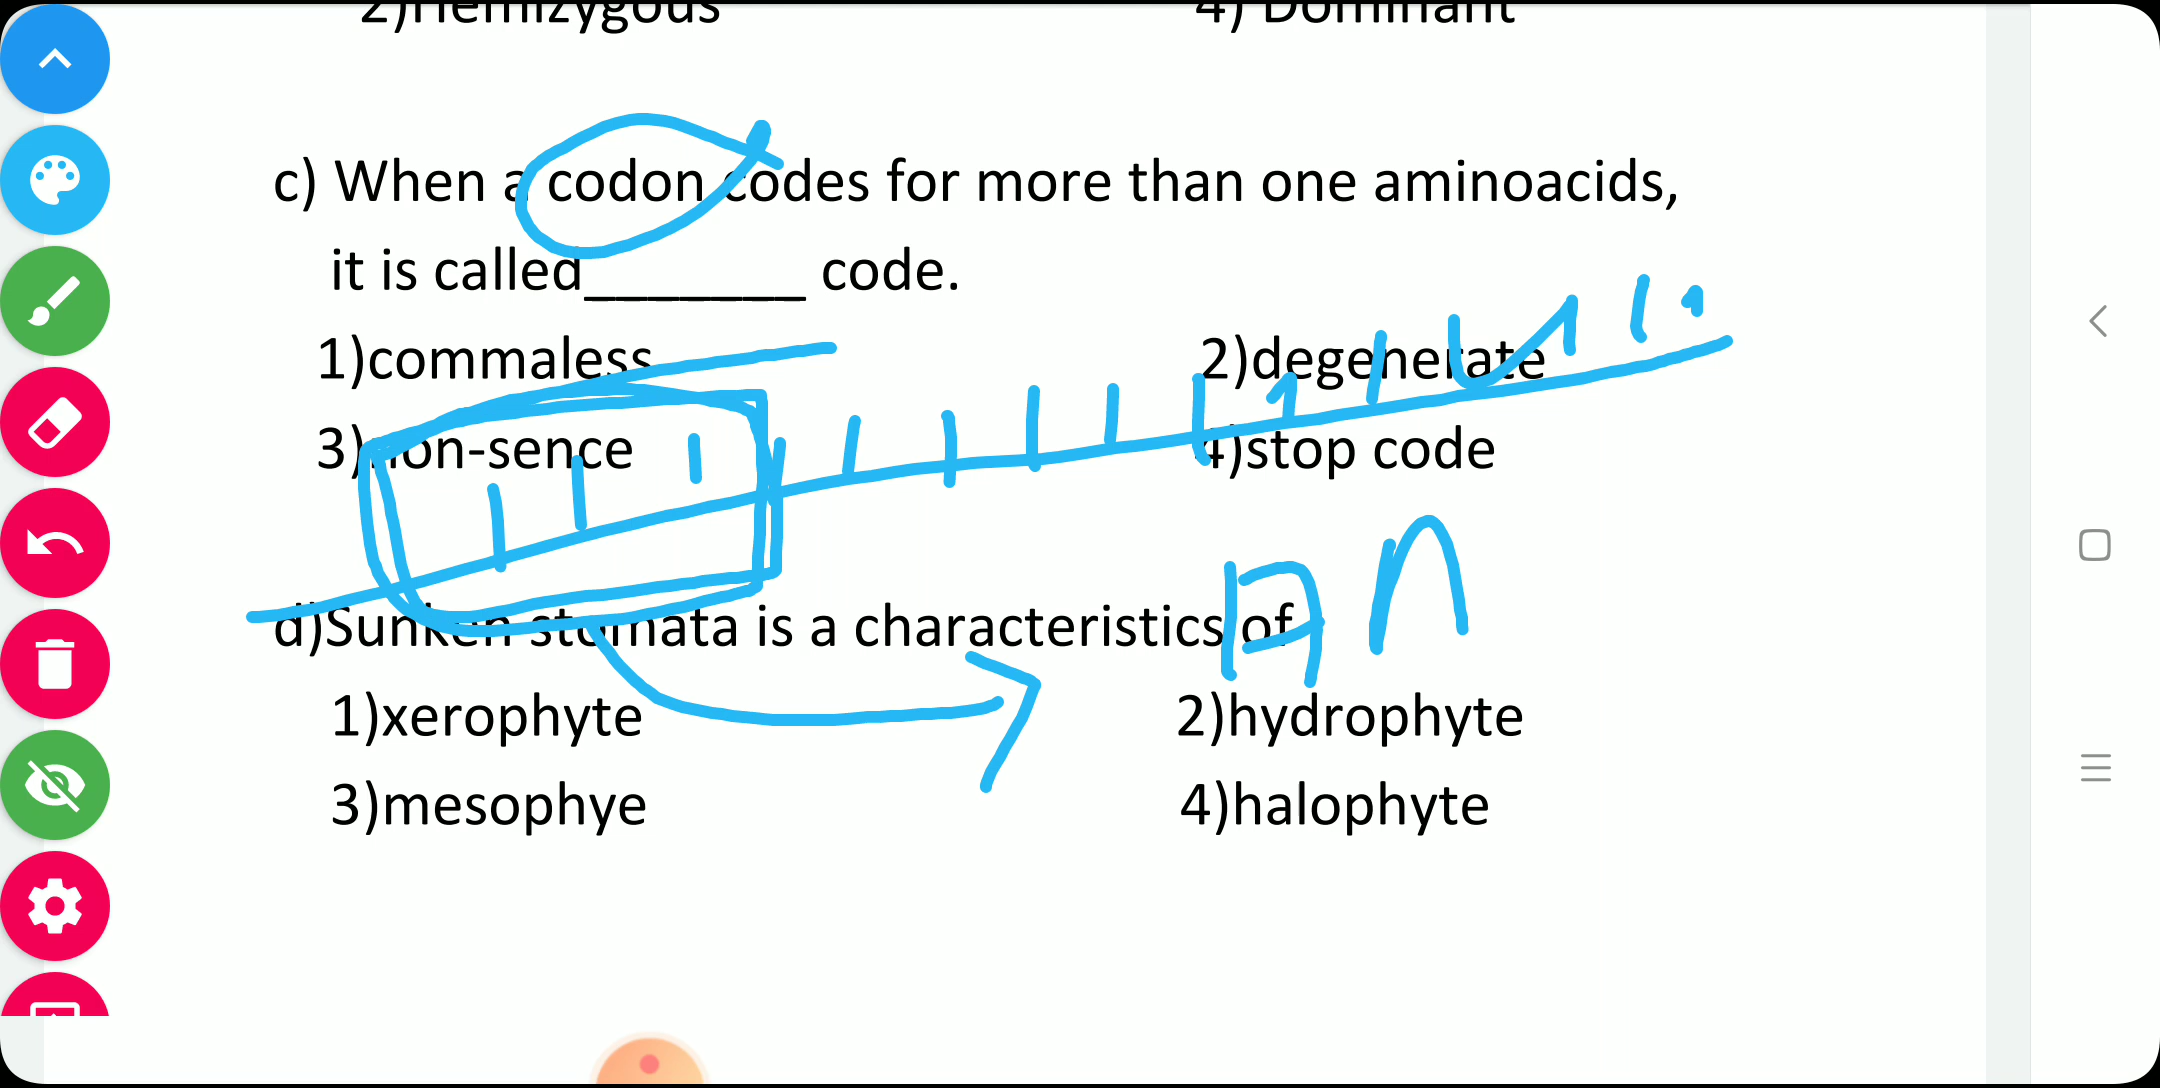 2)Hemizygous 4) Dominant
c) When a codon codes for more than one aminoacids,
it is called_______ code.
1)commaless 2)degenerate
3)non-sence 4)stop code
d)Sunken stomata is a characteristics of
1)xerophyte 2)hydrophyte
3)mesophye 4)halophyte